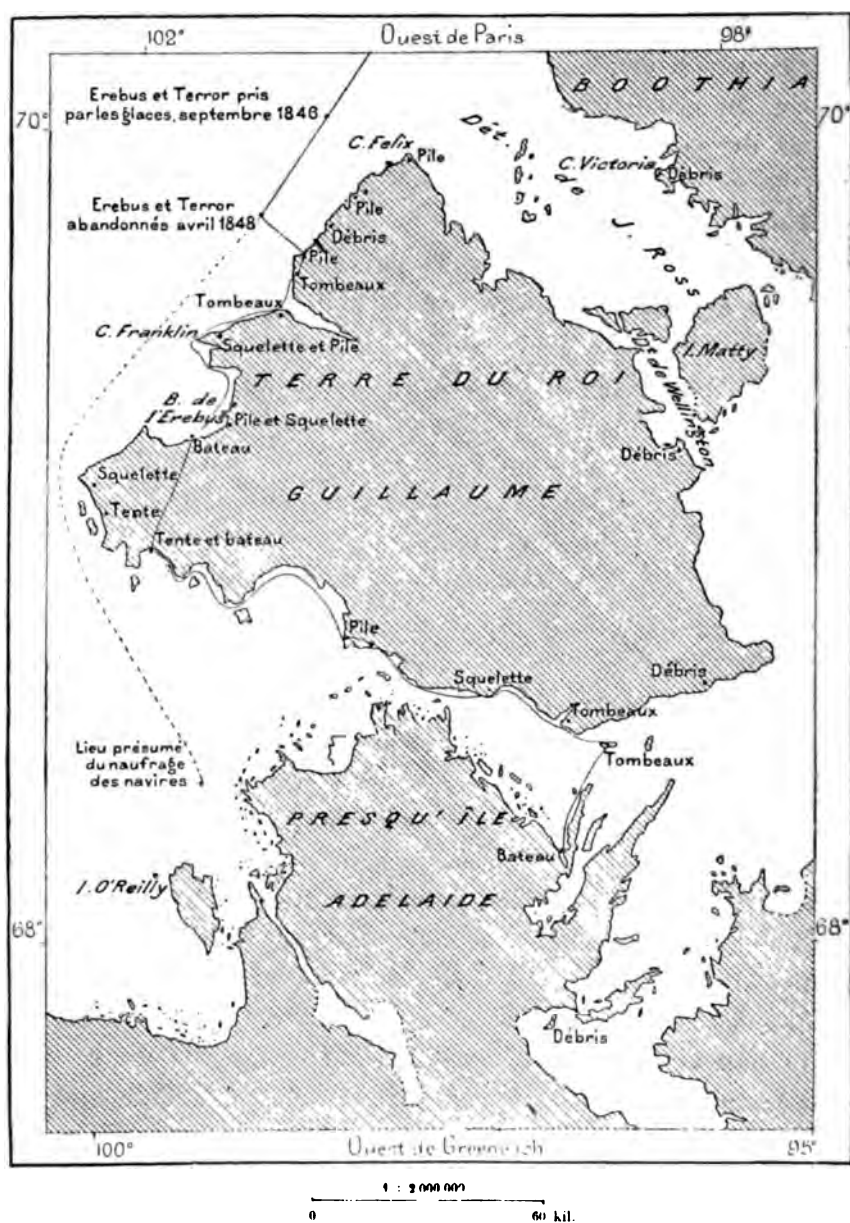 102°
Ouest de Paris
98°
BOOTHIA
Erebus et Terror pris
par les glaces, septembre 1846
70°
70°
C. Felix
Pile
Dét. de J. Ross
C. Victoria
Débris
Erebus et Terror
abandonnés avril 1848
Pile
Débris
Pile
Tombeaux
Tombeaux
C. Franklin
Squelette et Pile
I. Matty
Dt de Wellington
TERRE DU ROI
B. de
l'Erebus
Pile et Squelette
Bateau
Débris
Squelette
GUILLAUME
Tente
Tente et bateau
Pile
Squelette
Débris
Tombeaux
Lieu présumé
du naufrage
des navires
Tombeaux
PRESQU'ÎLE
Bateau
I. O'Reilly
ADELAIDE
68°
68°
Débris
100°
Ouest de Greenwich
95°
1 : 2 000 000
0
60 kil.